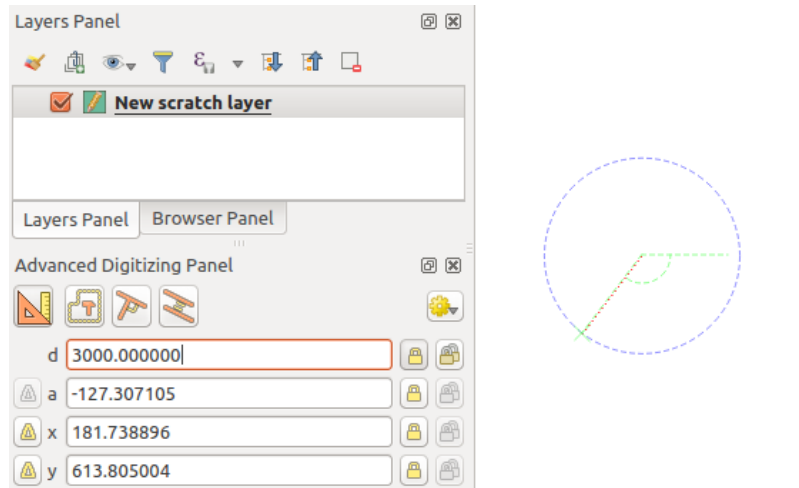 Layers Panel
New scratch layer
Layers Panel
Browser Panel
Advanced Digitizing Panel
d 3000.000000
a -127.307105
x 181.738896
y 613.805004